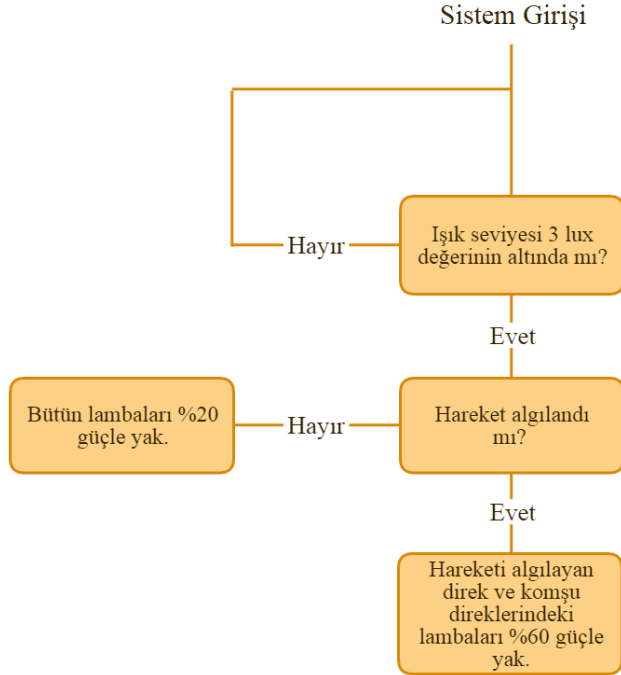 Sistem Girişi
Işık seviyesi 3 lux
değerinin altında mı?
Hayır
Evet
Hareket algılandı
mı?
Hayır
Bütün lambaları %20
güçle yak.
Evet
Hareketi algılayan
direk ve komşu
direklerindeki
lambaları %60 güçle
yak.